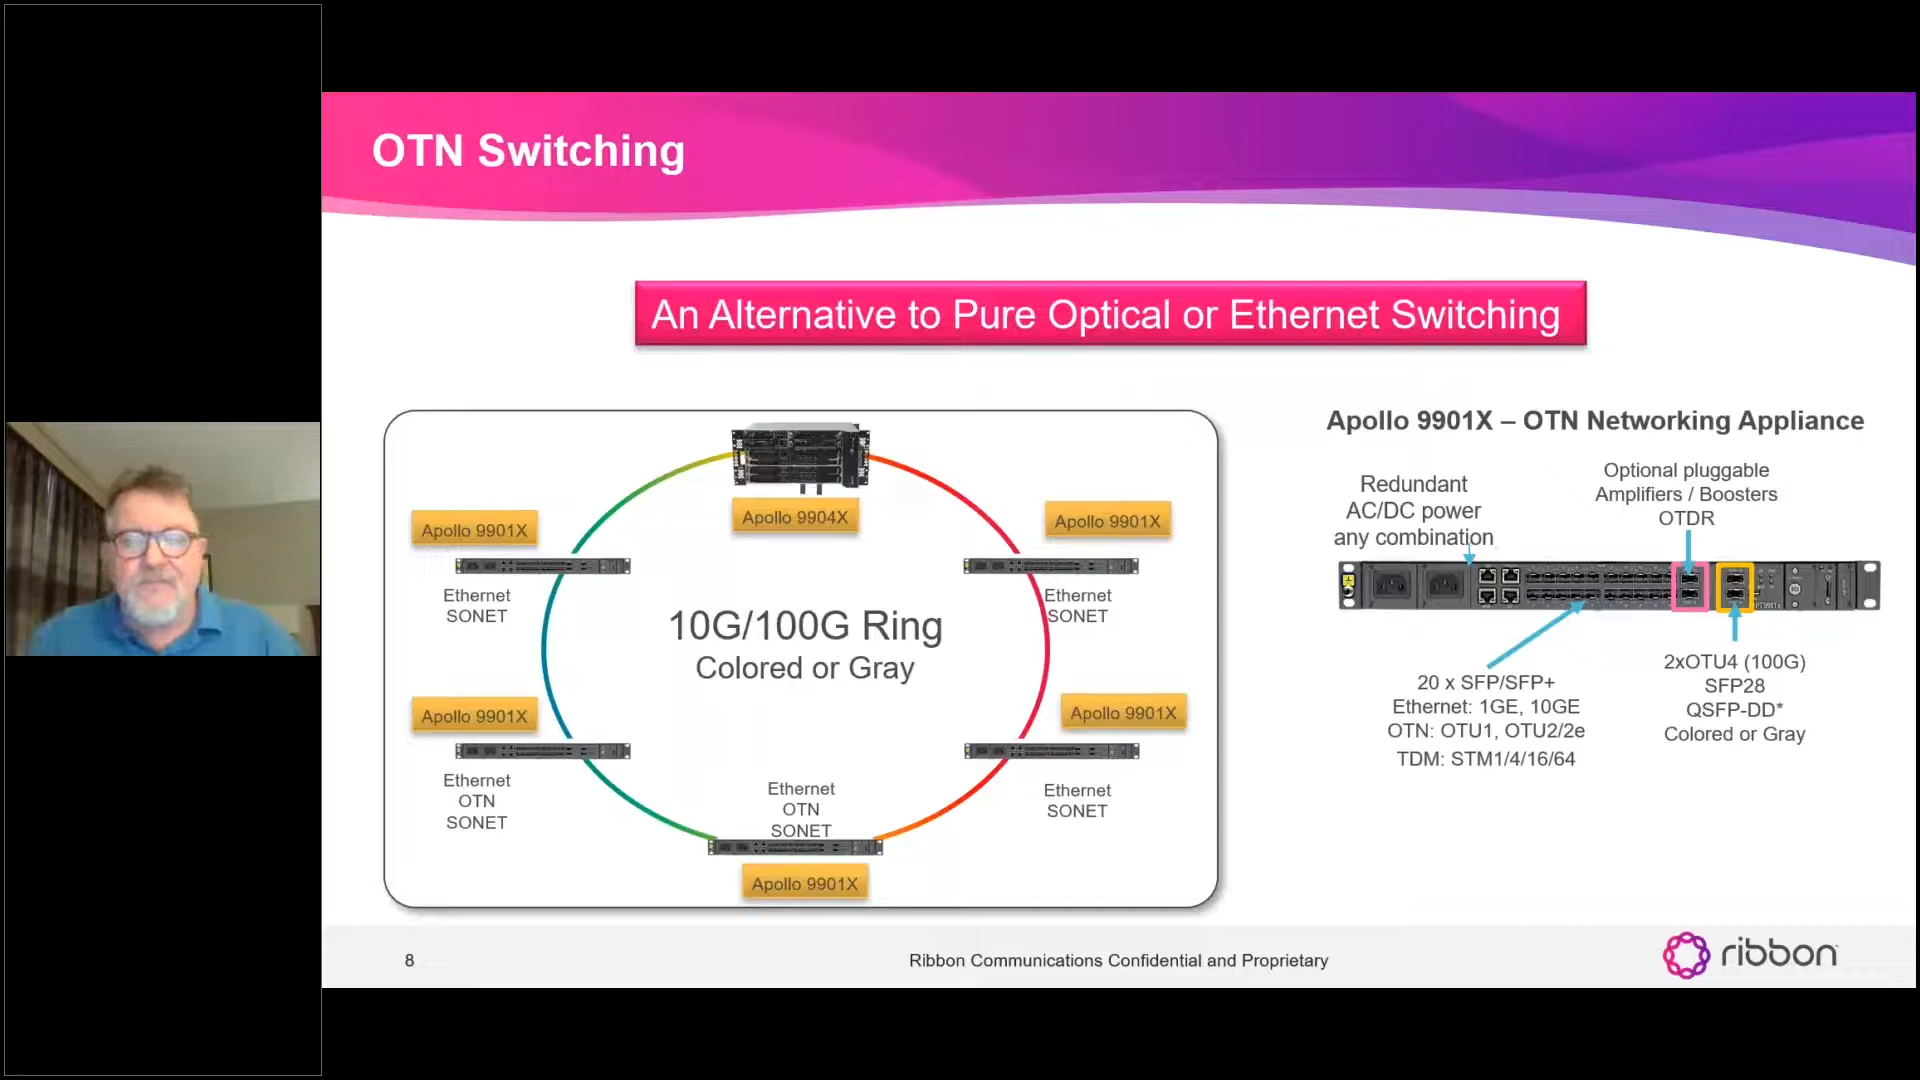 OTN Switching
An Alternative to Pure Optical or Ethernet Switching
Apollo 9904X
Apollo 9901X
Ethernet
SONET
Apollo 9901X
Ethernet
SONET
10G/100G Ring
Colored or Gray
Apollo 9901X
Ethernet
OTN
SONET
Apollo 9901X
Ethernet
SONET
Ethernet
OTN
SONET
Apollo 9901X
Apollo 9901X – OTN Networking Appliance
Redundant
AC/DC power
any combination
Optional pluggable
Amplifiers / Boosters
OTDR
20 x SFP/SFP+
Ethernet: 1GE, 10GE
OTN: OTU1, OTU2/2e
TDM: STM1/4/16/64
2xOTU4 (100G)
SFP28
QSFP-DD*
Colored or Gray
8
Ribbon Communications Confidential and Proprietary
ribbon